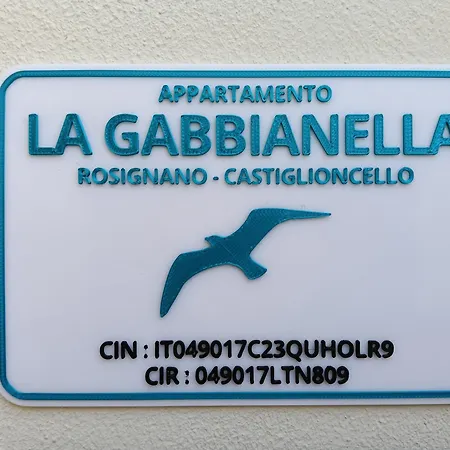 APPARTAMENTO
LA GABBIANELLA
ROSIGNANO - CASTIGLIONCELLO
CIN : IT049017C23QUHOLR9
CIR : 049017LTN809